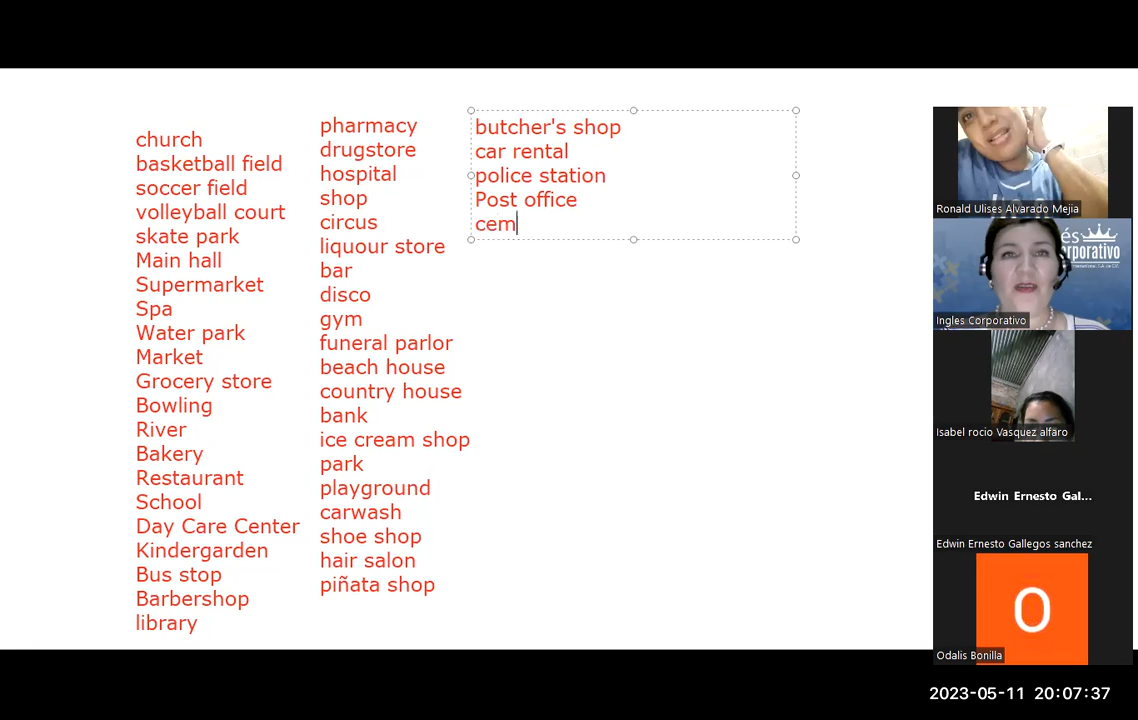 church
basketball field
soccer field
volleyball court
skate park
Main hall
Supermarket
Spa
Water park
Market
Grocery store
Bowling
River
Bakery
Restaurant
School
Day Care Center
Kindergarden
Bus stop
Barbershop
library
pharmacy
drugstore
hospital
shop
circus
liquour store
bar
disco
gym
funeral parlor
beach house
country house
bank
ice cream shop
park
playground
carwash
shoe shop
hair salon
piñata shop
butcher's shop
car rental
police station
Post office
cem
Ronald Ulises Alvarado Mejia
és
orporativo
Ingles Corporativo
Isabel rocio Vasquez alfaro
Edwin Ernesto Gal...
Edwin Ernesto Gallegos sanchez
O
Odalis Bonilla
2023-05-11 20:07:37